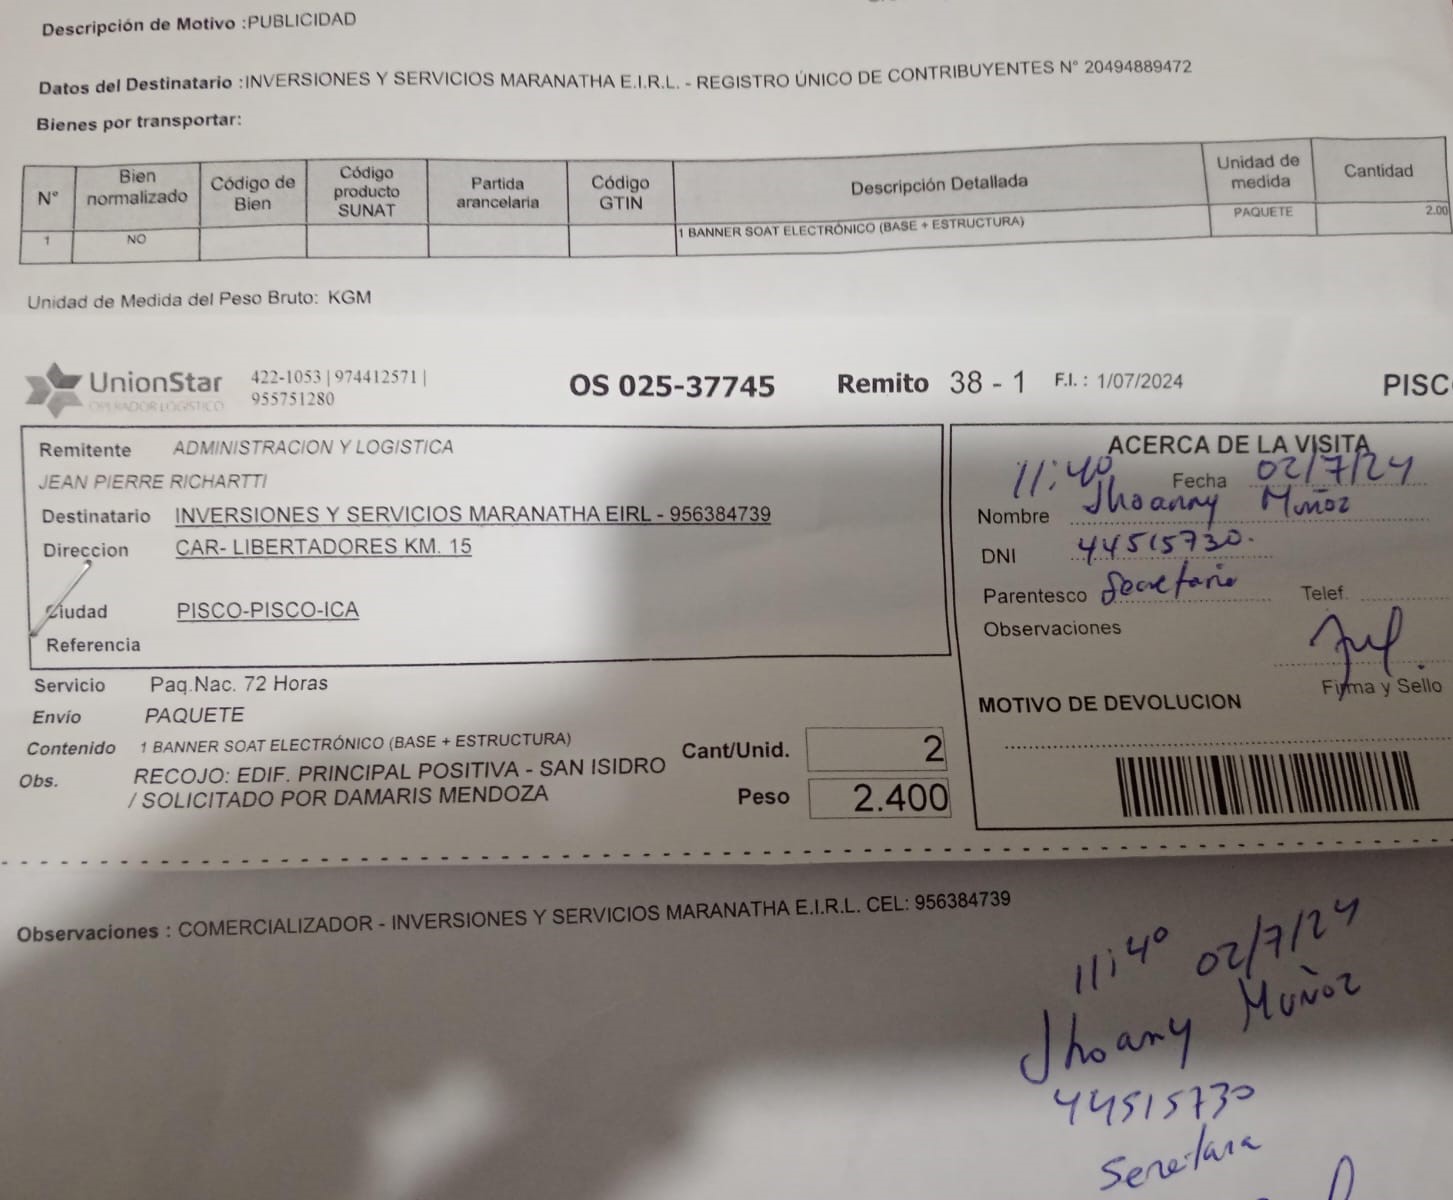 Descripción de Motivo :PUBLICIDAD
Datos del Destinatario :INVERSIONES Y SERVICIOS MARANATHA E.I.R.L. - REGISTRO ÚNICO DE CONTRIBUYENTES N° 20494889472
Bienes por transportar:
N° Bien normalizado Código de Bien Código producto SUNAT Partida arancelaria Código GTIN Descripción Detallada Unidad de medida Cantidad
1 NO 1 BANNER SOAT ELECTRÓNICO (BASE + ESTRUCTURA) PAQUETE 2.00
Unidad de Medida del Peso Bruto: KGM
UnionStar 422-1053 | 974412571 |
OPERADOR LOGISTICO 955751280
OS 025-37745 Remito 38 - 1 F.I. : 1/07/2024 PISC
Remitente ADMINISTRACION Y LOGISTICA
JEAN PIERRE RICHARTTI
Destinatario INVERSIONES Y SERVICIOS MARANATHA EIRL - 956384739
Direccion CAR- LIBERTADORES KM. 15
Ciudad PISCO-PISCO-ICA
Referencia
Servicio Paq.Nac. 72 Horas
Envío PAQUETE
Contenido 1 BANNER SOAT ELECTRÓNICO (BASE + ESTRUCTURA)
Obs. RECOJO: EDIF. PRINCIPAL POSITIVA - SAN ISIDRO
/ SOLICITADO POR DAMARIS MENDOZA
Cant/Unid. 2
Peso 2.400
ACERCA DE LA VISITA
11:40 Fecha 02/7/24
Nombre Jhoanny Muñoz
DNI 44515730.
Parentesco Secretaria Telef.
Observaciones
Firma y Sello
MOTIVO DE DEVOLUCION
Observaciones : COMERCIALIZADOR - INVERSIONES Y SERVICIOS MARANATHA E.I.R.L. CEL: 956384739
11:40 02/7/24
Jhoany Muñoz
44515730
Secretaria